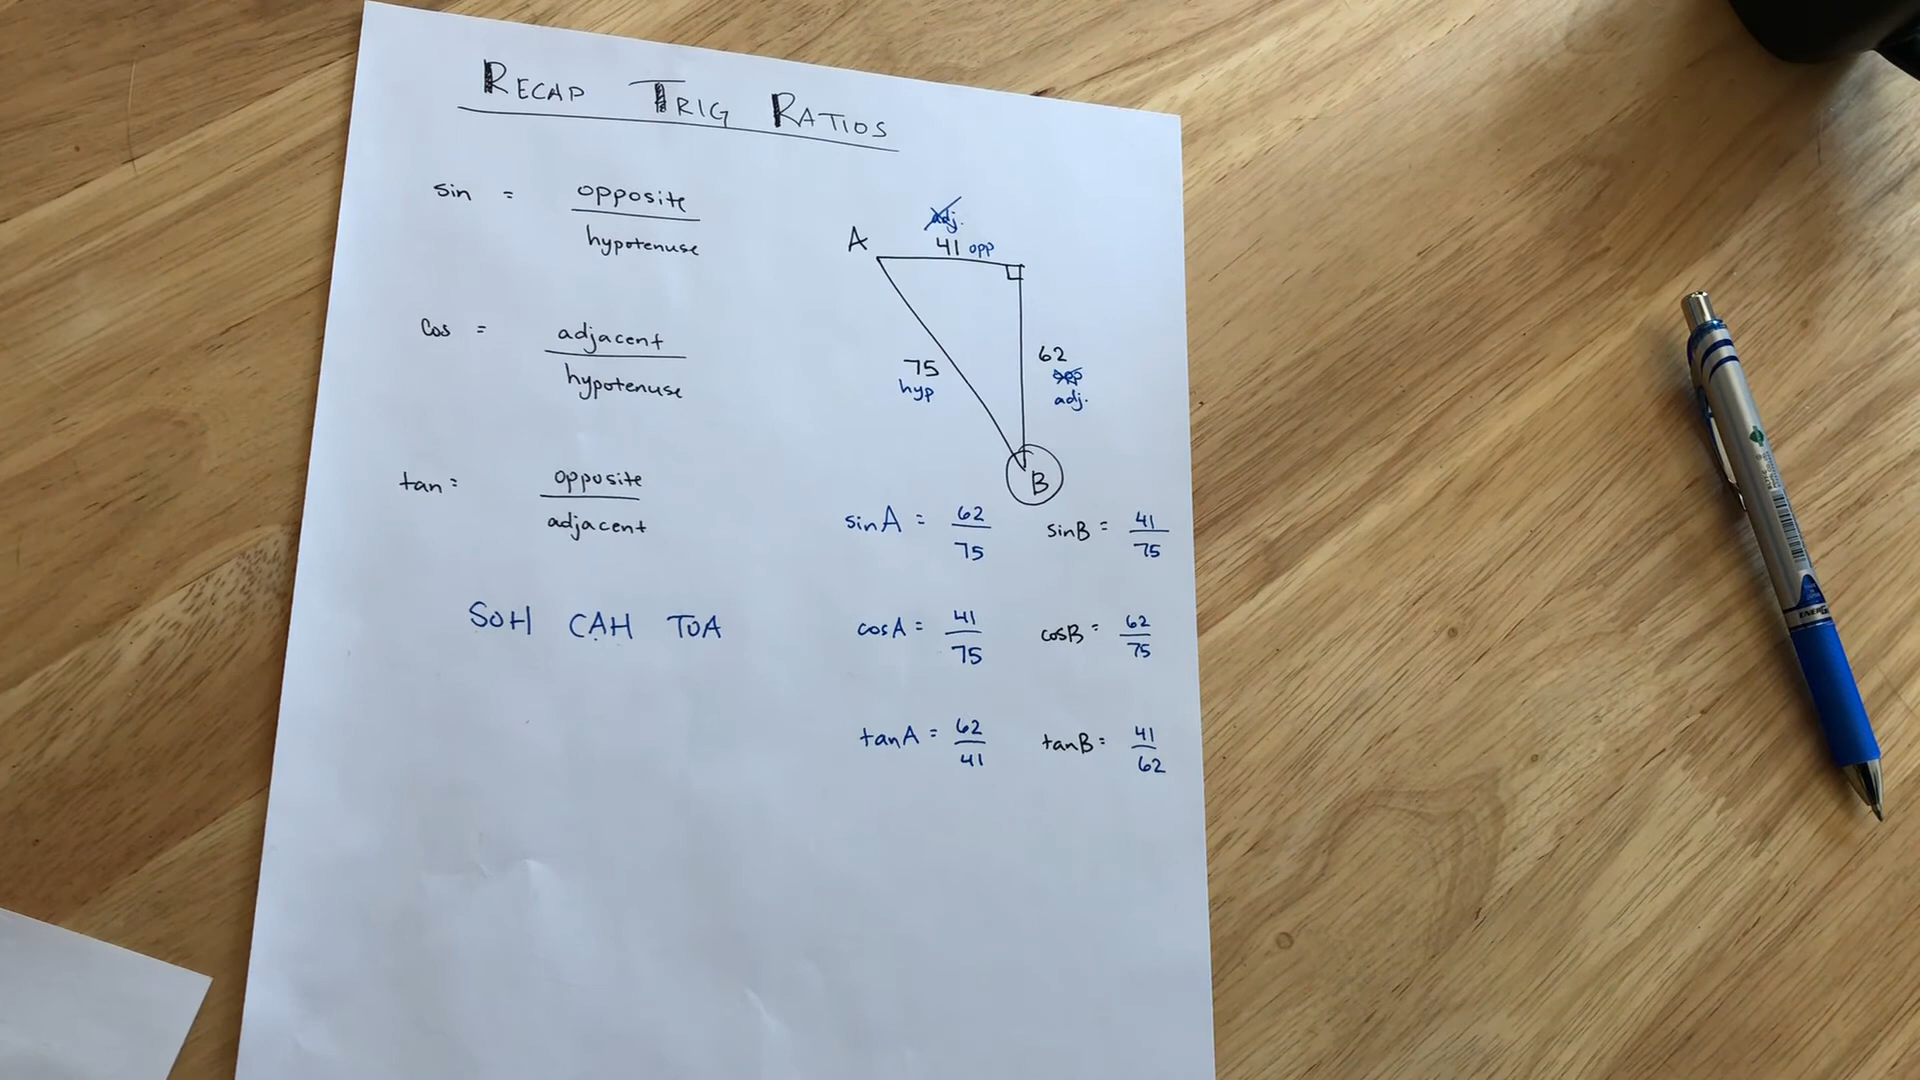 RECAP TRIG RATIOS
sin = opposite
hypotenuse
cos = adjacent
hypotenuse
tan = opposite
adjacent
SOH CAH TOA
adj.
A
41 opp
62
opp
adj.
75
hyp
B
sinA = 62
75
sinB = 41
75
cosA = 41
75
cosB = 62
75
tanA = 62
41
tanB = 41
62
ENERG